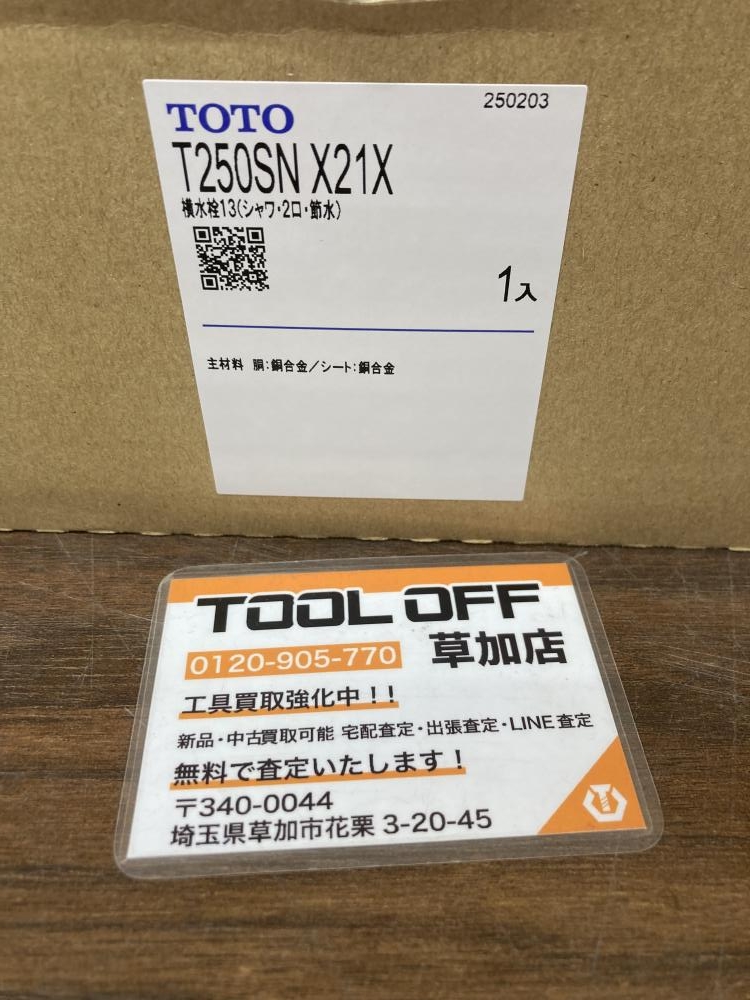 250203
TOTO
T250SN X21X
横水栓13(シャワ・2口・節水)
1入
主材料 胴:銅合金/シート:銅合金
TOOL OFF
0120-905-770 草加店
工具買取強化中!!
新品・中古買取可能 宅配査定・出張査定・LINE査定
無料で査定いたします!
〒340-0044
埼玉県草加市花栗 3-20-45